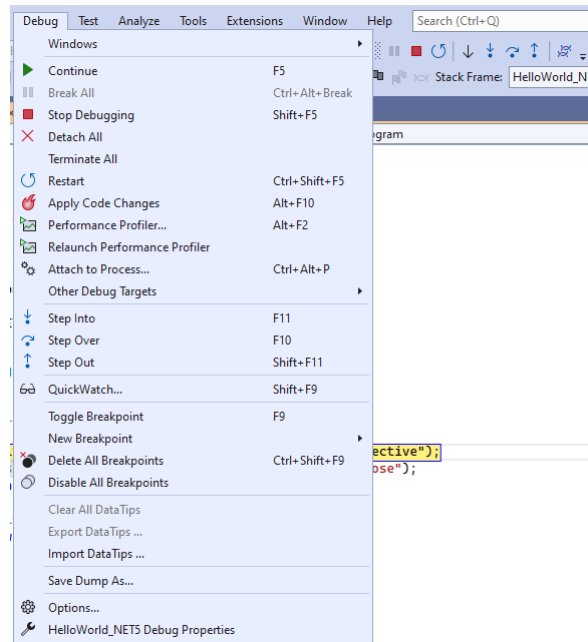 Debug Test Analyze Tools Extensions Window Help Search (Ctrl+Q)
Windows
Continue F5
Stack Frame: HelloWorld_NE
Break All Ctrl+Alt+Break
Stop Debugging Shift+F5
Detach All
ogram
Terminate All
Restart Ctrl+Shift+F5
Apply Code Changes Alt+F10
Performance Profiler... Alt+F2
Relaunch Performance Profiler
Attach to Process... Ctrl+Alt+P
Other Debug Targets
Step Into F11
Step Over F10
Step Out Shift+F11
QuickWatch... Shift+F9
Toggle Breakpoint F9
New Breakpoint
ective");
Delete All Breakpoints Ctrl+Shift+F9
ose");
Disable All Breakpoints
Clear All DataTips
Export DataTips ...
Import DataTips ...
Save Dump As...
Options...
HelloWorld_NET5 Debug Properties